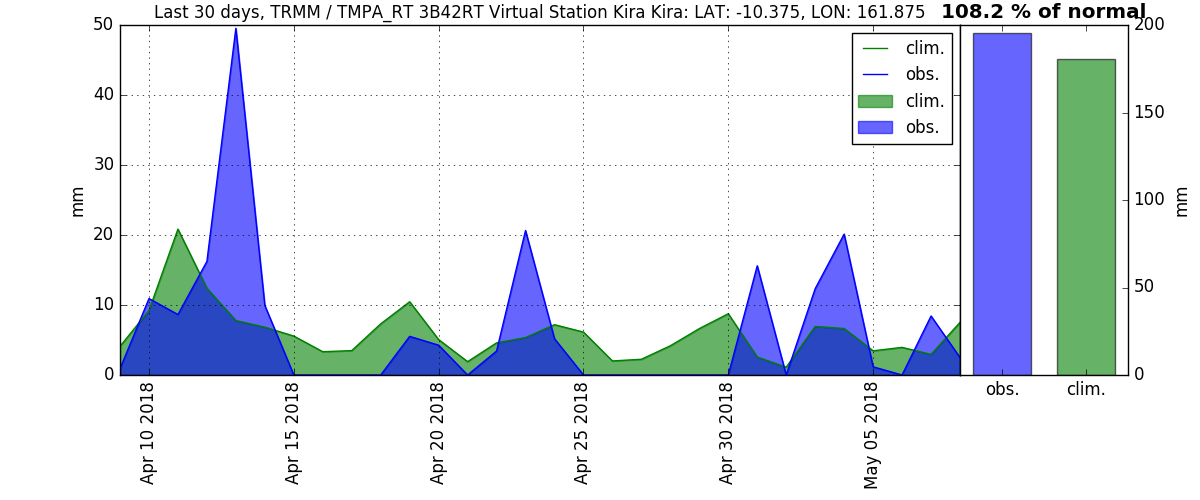 Last 30 days, TRMM / TMPA_RT 3B42RT Virtual Station Kira Kira: LAT: -10.375, LON: 161.875
108.2 % of normal
50
40
30
20
10
0
mm
clim.
obs.
clim.
obs.
Apr 10 2018
Apr 15 2018
Apr 20 2018
Apr 25 2018
Apr 30 2018
May 05 2018
200
150
100
50
0
mm
obs.
clim.